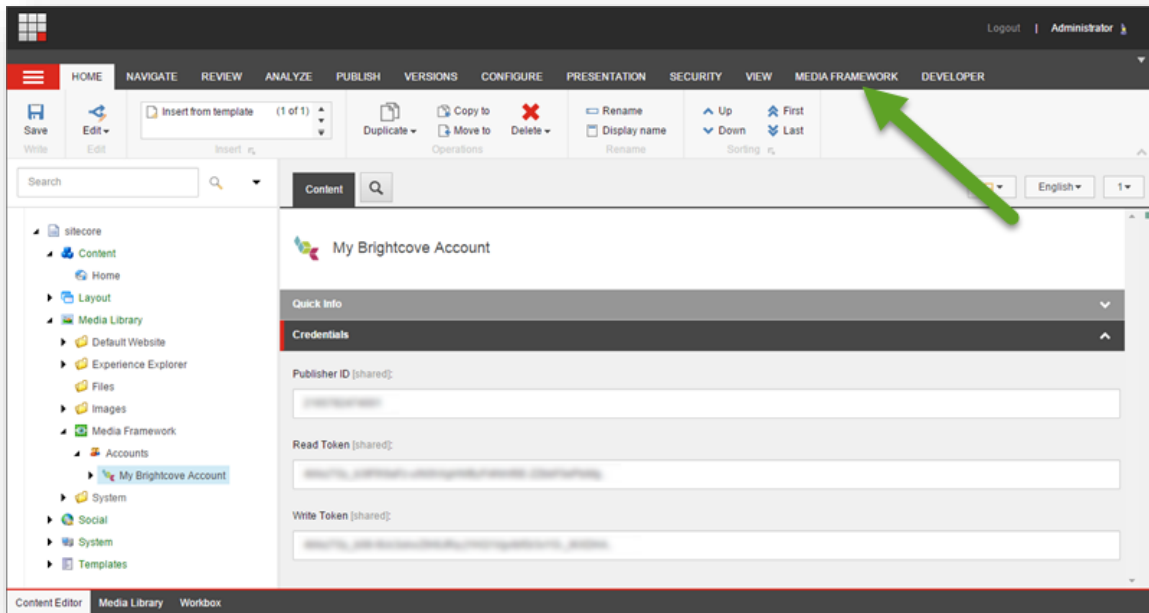 Logout | Administrator
HOME NAVIGATE REVIEW ANALYZE PUBLISH VERSIONS CONFIGURE PRESENTATION SECURITY VIEW MEDIA FRAMEWORK DEVELOPER
Save
Write
Edit
Edit
Insert from template (1 of 1)
Insert
Duplicate
Copy to
Move to
Delete
Operations
Rename
Display name
Rename
Up
Down
First
Last
Sorting
Search
Content
English
1
sitecore
Content
Home
Layout
Media Library
Default Website
Experience Explorer
Files
Images
Media Framework
Accounts
My Brightcove Account
System
Social
System
Templates
My Brightcove Account
Quick Info
Credentials
Publisher ID [shared]:
Read Token [shared]:
Write Token [shared]:
Content Editor Media Library Workbox